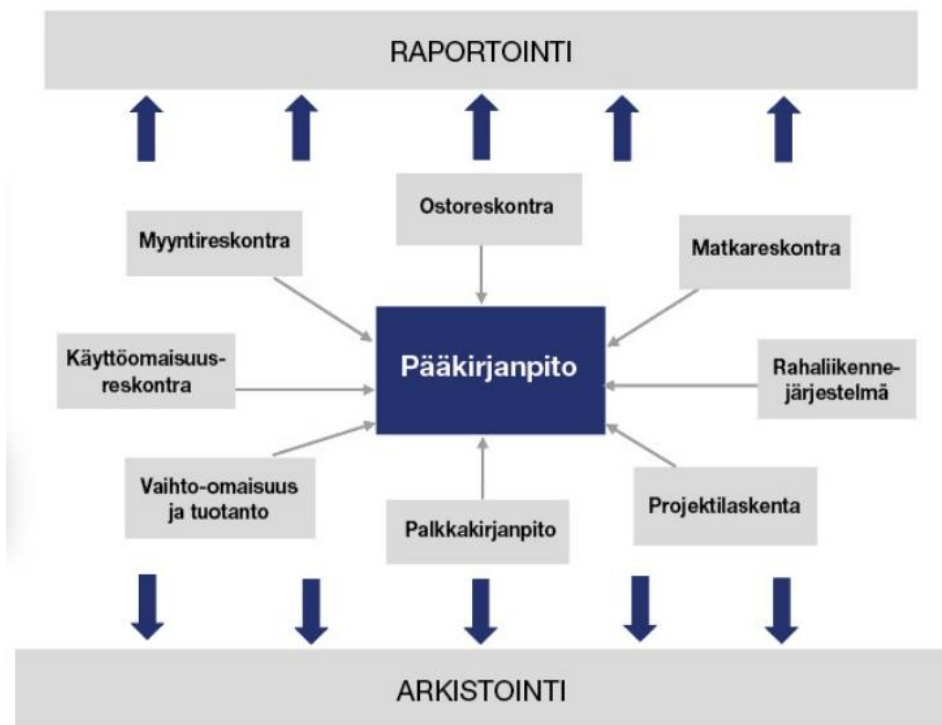 RAPORTOINTI
Ostoreskontra
Myyntireskontra
Matkareskontra
Pääkirjanpito
Käyttöomaisuus-
reskontra
Rahaliikenne-
järjestelmä
Vaihto-omaisuus
ja tuotanto
Palkkakirjanpito
Projektilaskenta
ARKISTOINTI